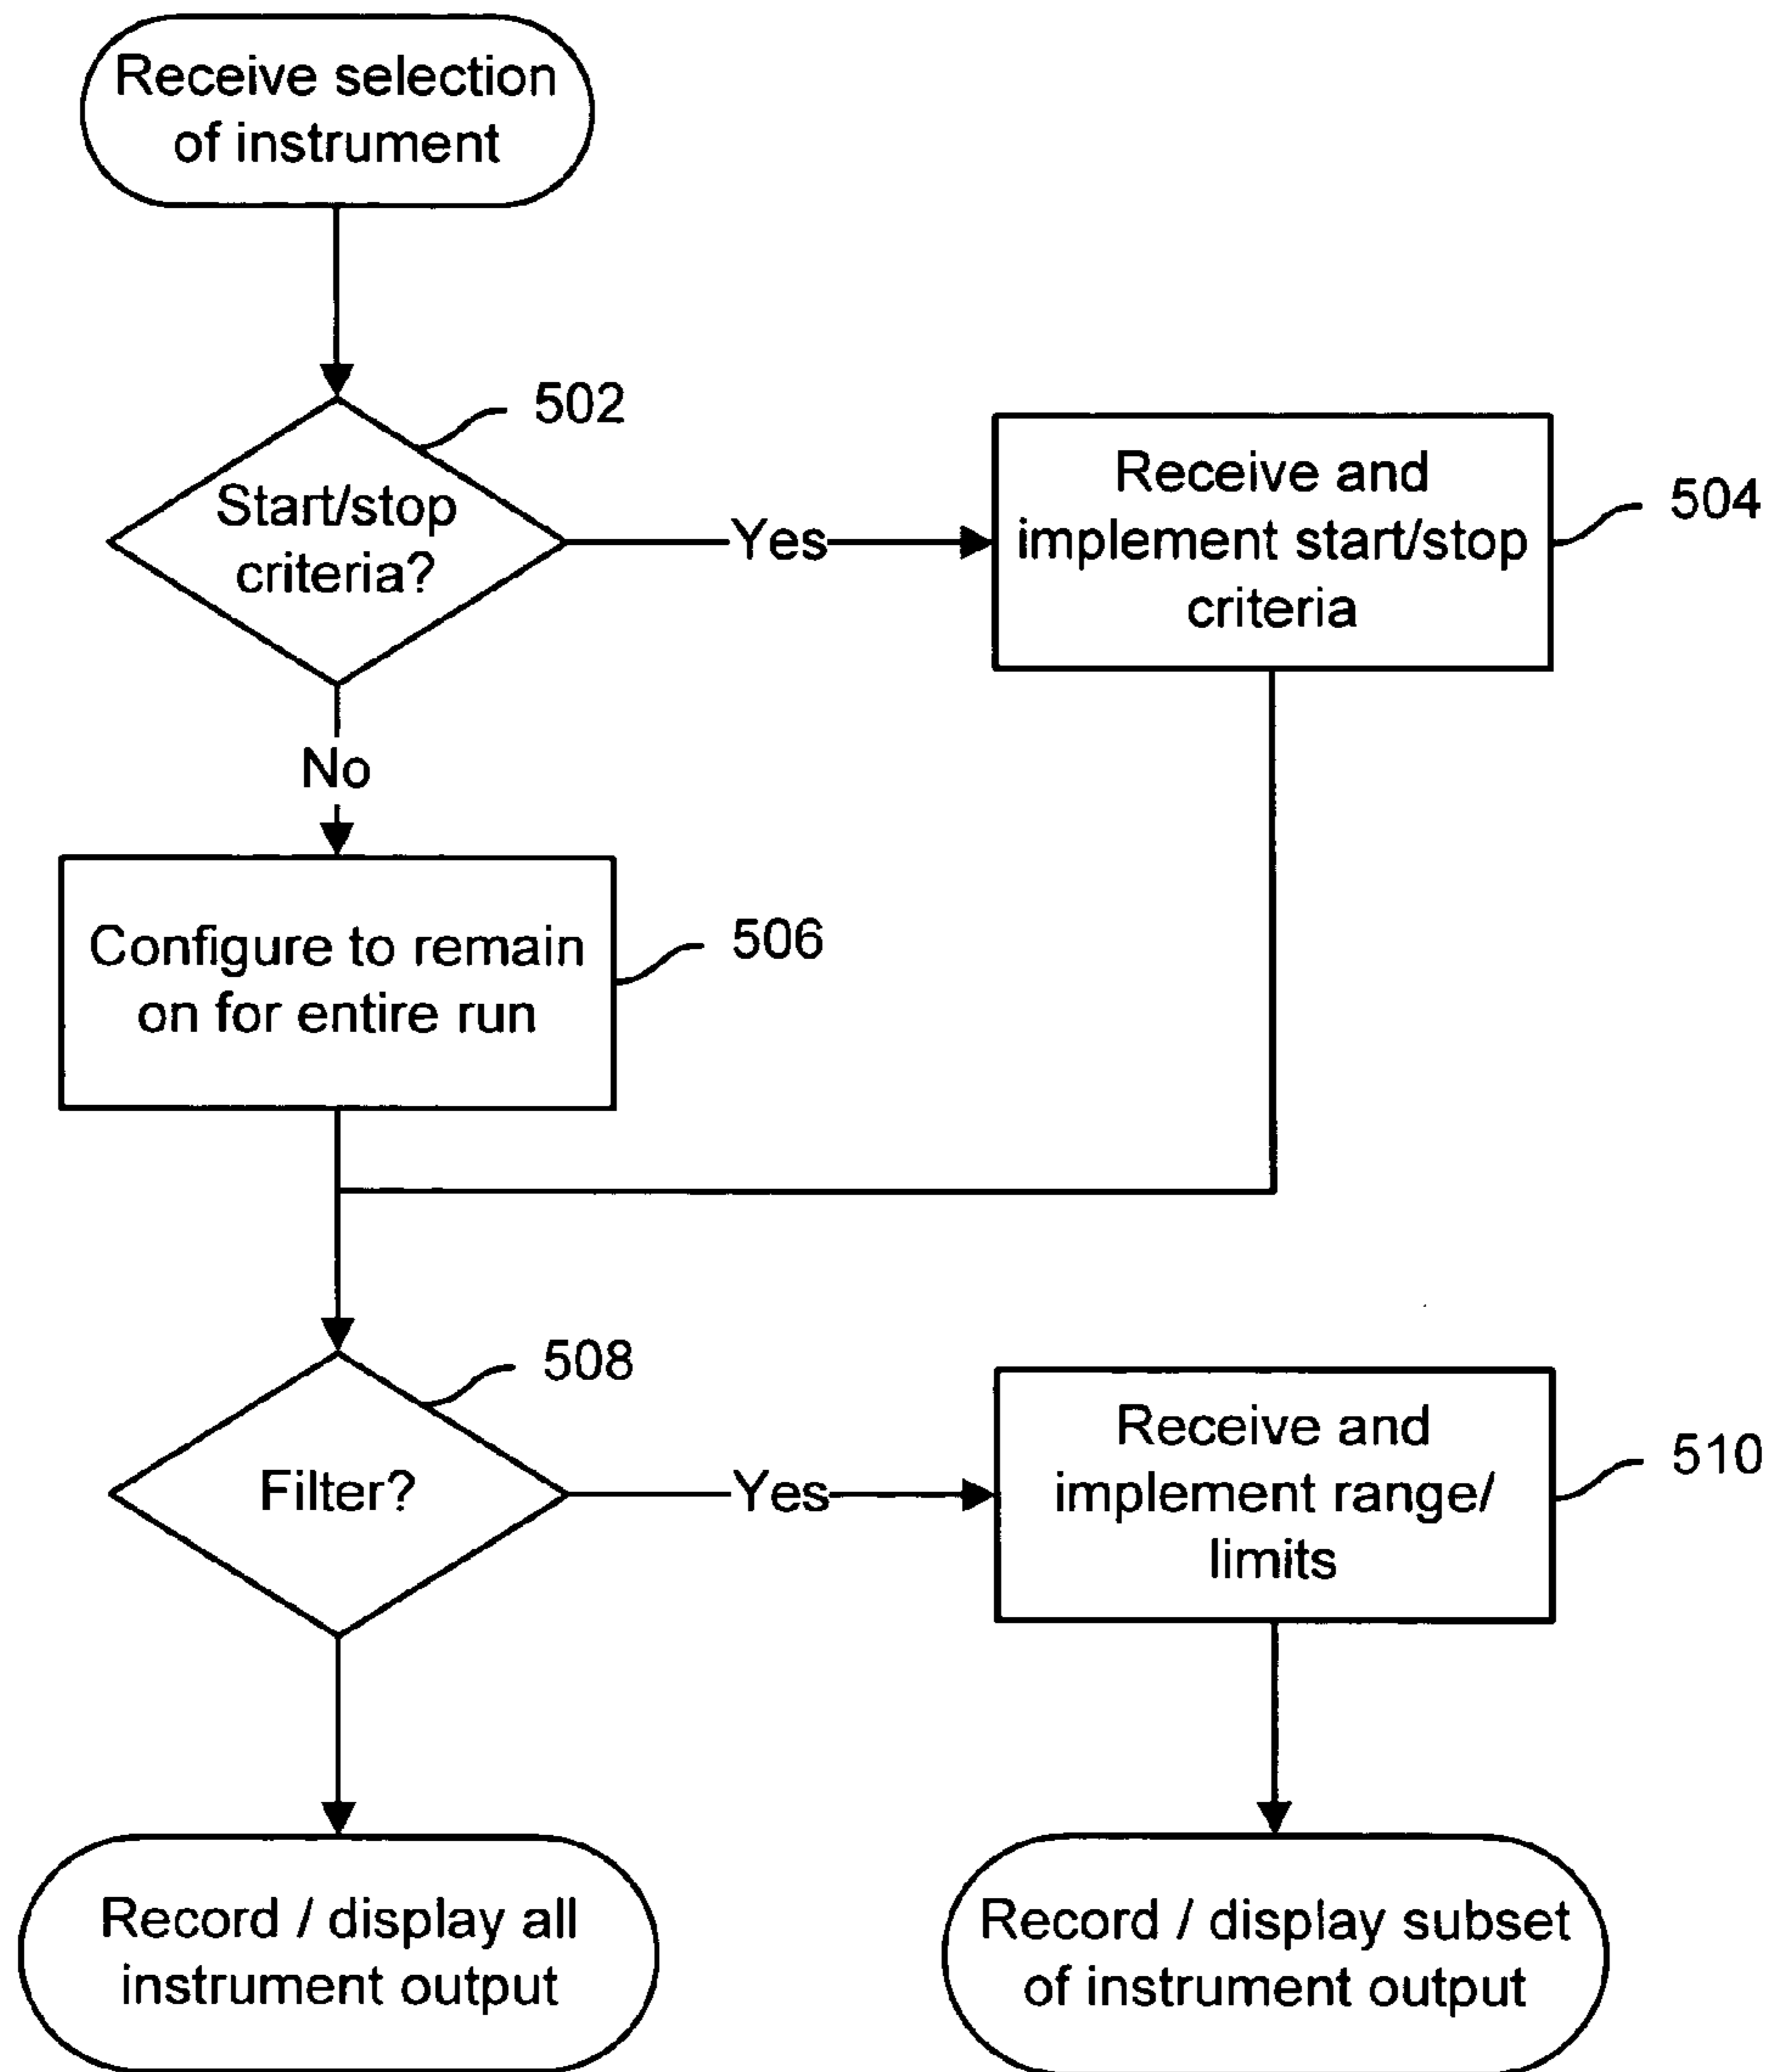 Receive selection
of instrument
502
Start/stop
criteria?
Yes
Receive and
implement start/stop
criteria
504
No
Configure to remain
on for entire run
506
508
Filter?
Yes
Receive and
implement range/
limits
510
Record / display all
instrument output
Record / display subset
of instrument output